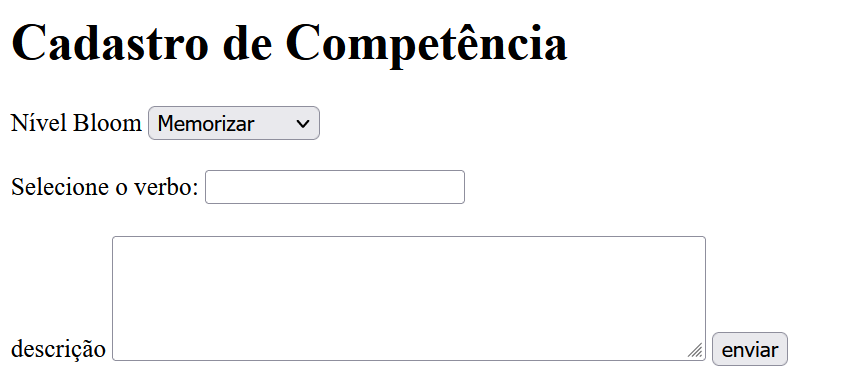 Cadastro de Competência
Nível Bloom Memorizar
Selecione o verbo:
descrição enviar